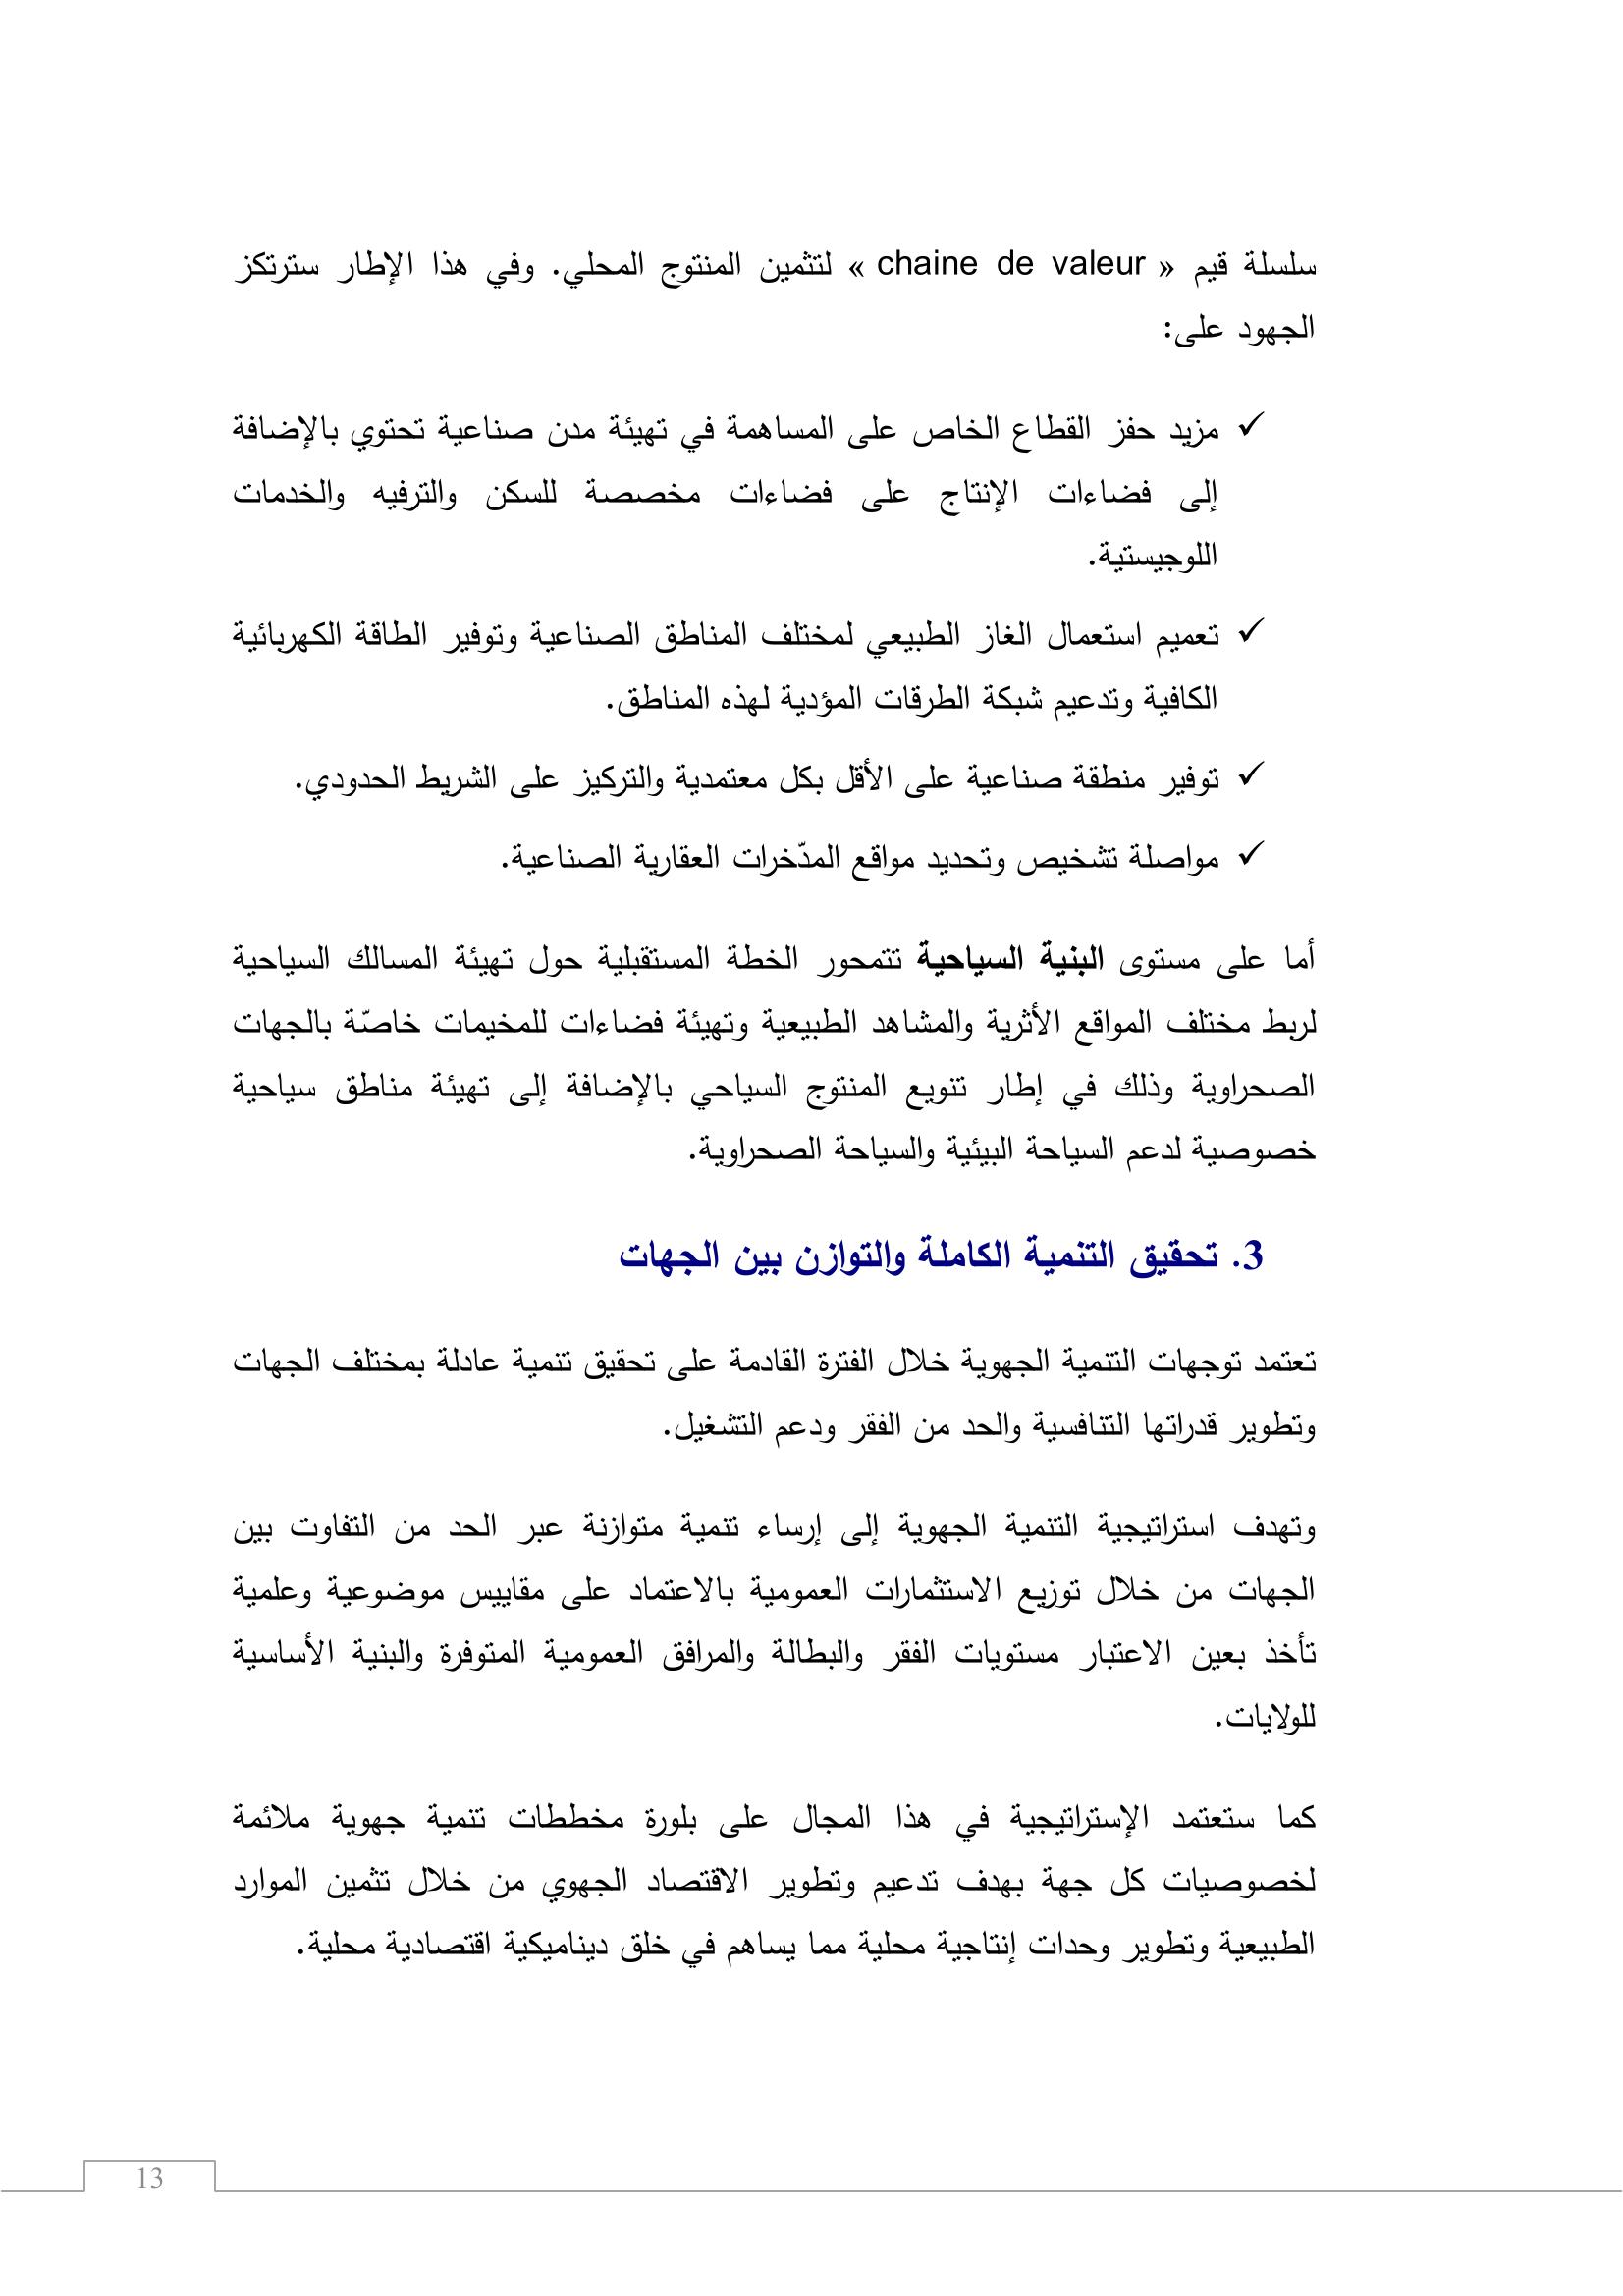 سلسلة قيم « chaine de valeur » لتثمين المنتوج المحلي. وفي هذا الإطار سترتكز
الجهود على:
✓ مزيد حفز القطاع الخاص على المساهمة في تهيئة مدن صناعية تحتوي بالإضافة
إلى فضاءات الإنتاج على فضاءات مخصصة للسكن والترفيه والخدمات
اللوجيستية.
✓ تعميم استعمال الغاز الطبيعي لمختلف المناطق الصناعية وتوفير الطاقة الكهربائية
الكافية وتدعيم شبكة الطرقات المؤدية لهذه المناطق.
✓ توفير منطقة صناعية على الأقل بكل معتمدية والتركيز على الشريط الحدودي.
✓ مواصلة تشخيص وتحديد مواقع المدّخرات العقارية الصناعية.
أما على مستوى البنية السياحية تتمحور الخطة المستقبلية حول تهيئة المسالك السياحية
لربط مختلف المواقع الأثرية والمشاهد الطبيعية وتهيئة فضاءات للمخيمات خاصّة بالجهات
الصحراوية وذلك في إطار تنويع المنتوج السياحي بالإضافة إلى تهيئة مناطق سياحية
خصوصية لدعم السياحة البيئية والسياحة الصحراوية.
3. تحقيق التنمية الكاملة والتوازن بين الجهات
تعتمد توجهات التنمية الجهوية خلال الفترة القادمة على تحقيق تنمية عادلة بمختلف الجهات
وتطوير قدراتها التنافسية والحد من الفقر ودعم التشغيل.
وتهدف استراتيجية التنمية الجهوية إلى إرساء تنمية متوازنة عبر الحد من التفاوت بين
الجهات من خلال توزيع الاستثمارات العمومية بالاعتماد على مقاييس موضوعية وعلمية
تأخذ بعين الاعتبار مستويات الفقر والبطالة والمرافق العمومية المتوفرة والبنية الأساسية
للولايات.
كما ستعتمد الإستراتيجية في هذا المجال على بلورة مخططات تنمية جهوية ملائمة
لخصوصيات كل جهة بهدف تدعيم وتطوير الاقتصاد الجهوي من خلال تثمين الموارد
الطبيعية وتطوير وحدات إنتاجية محلية مما يساهم في خلق ديناميكية اقتصادية محلية.
13